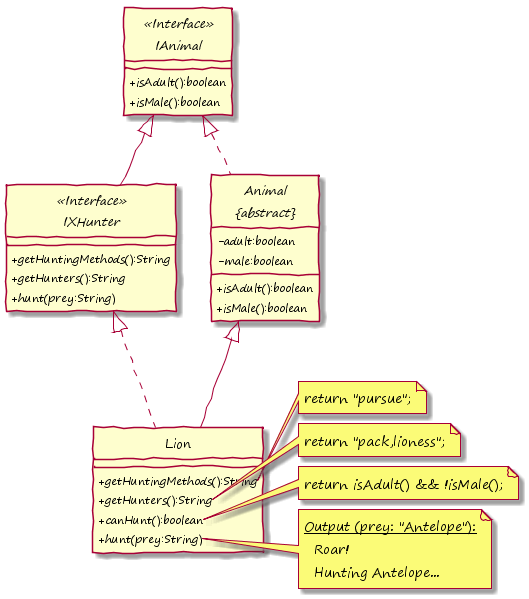 «Interface»
IAnimal
+isAdult():boolean
+isMale():boolean
«Interface»
IXHunter
+getHuntingMethods():String
+getHunters():String
+hunt(prey:String)
Animal
{abstract}
-adult:boolean
-male:boolean
+isAdult():boolean
+isMale():boolean
Lion
+getHuntingMethods():String
+getHunters():String
+canHunt():boolean
+hunt(prey:String)
return "pursue";
return "pack,lioness";
return isAdult() && !isMale();
Output (prey: "Antelope"):
Roar!
Hunting Antelope...